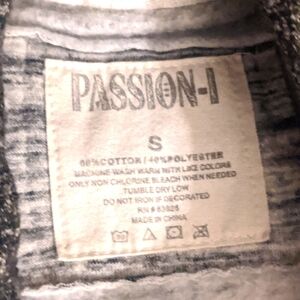 PASSION-I
S
60%COTTON/40%POLYESTER
MACHINE WASH WARM WITH LIKE COLORS
ONLY NON CHLORINE BLEACH WHEN NEEDED
TUMBLE DRY LOW
DO NOT IRON IF DECORATED
RN#
MADE IN CHINA